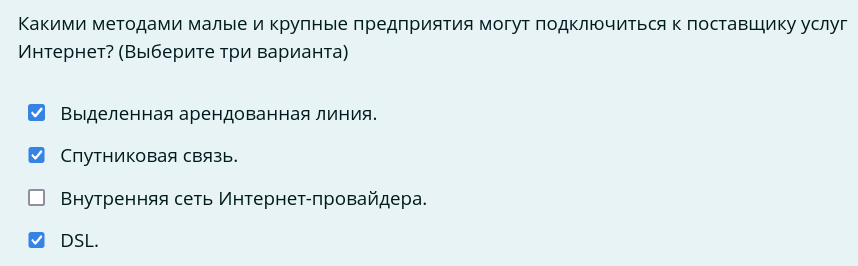 Какими методами малые и крупные предприятия могут подключиться к поставщику услуг
Интернет? (Выберите три варианта)
Выделенная арендованная линия.
Спутниковая связь.
Внутренняя сеть Интернет-провайдера.
DSL.